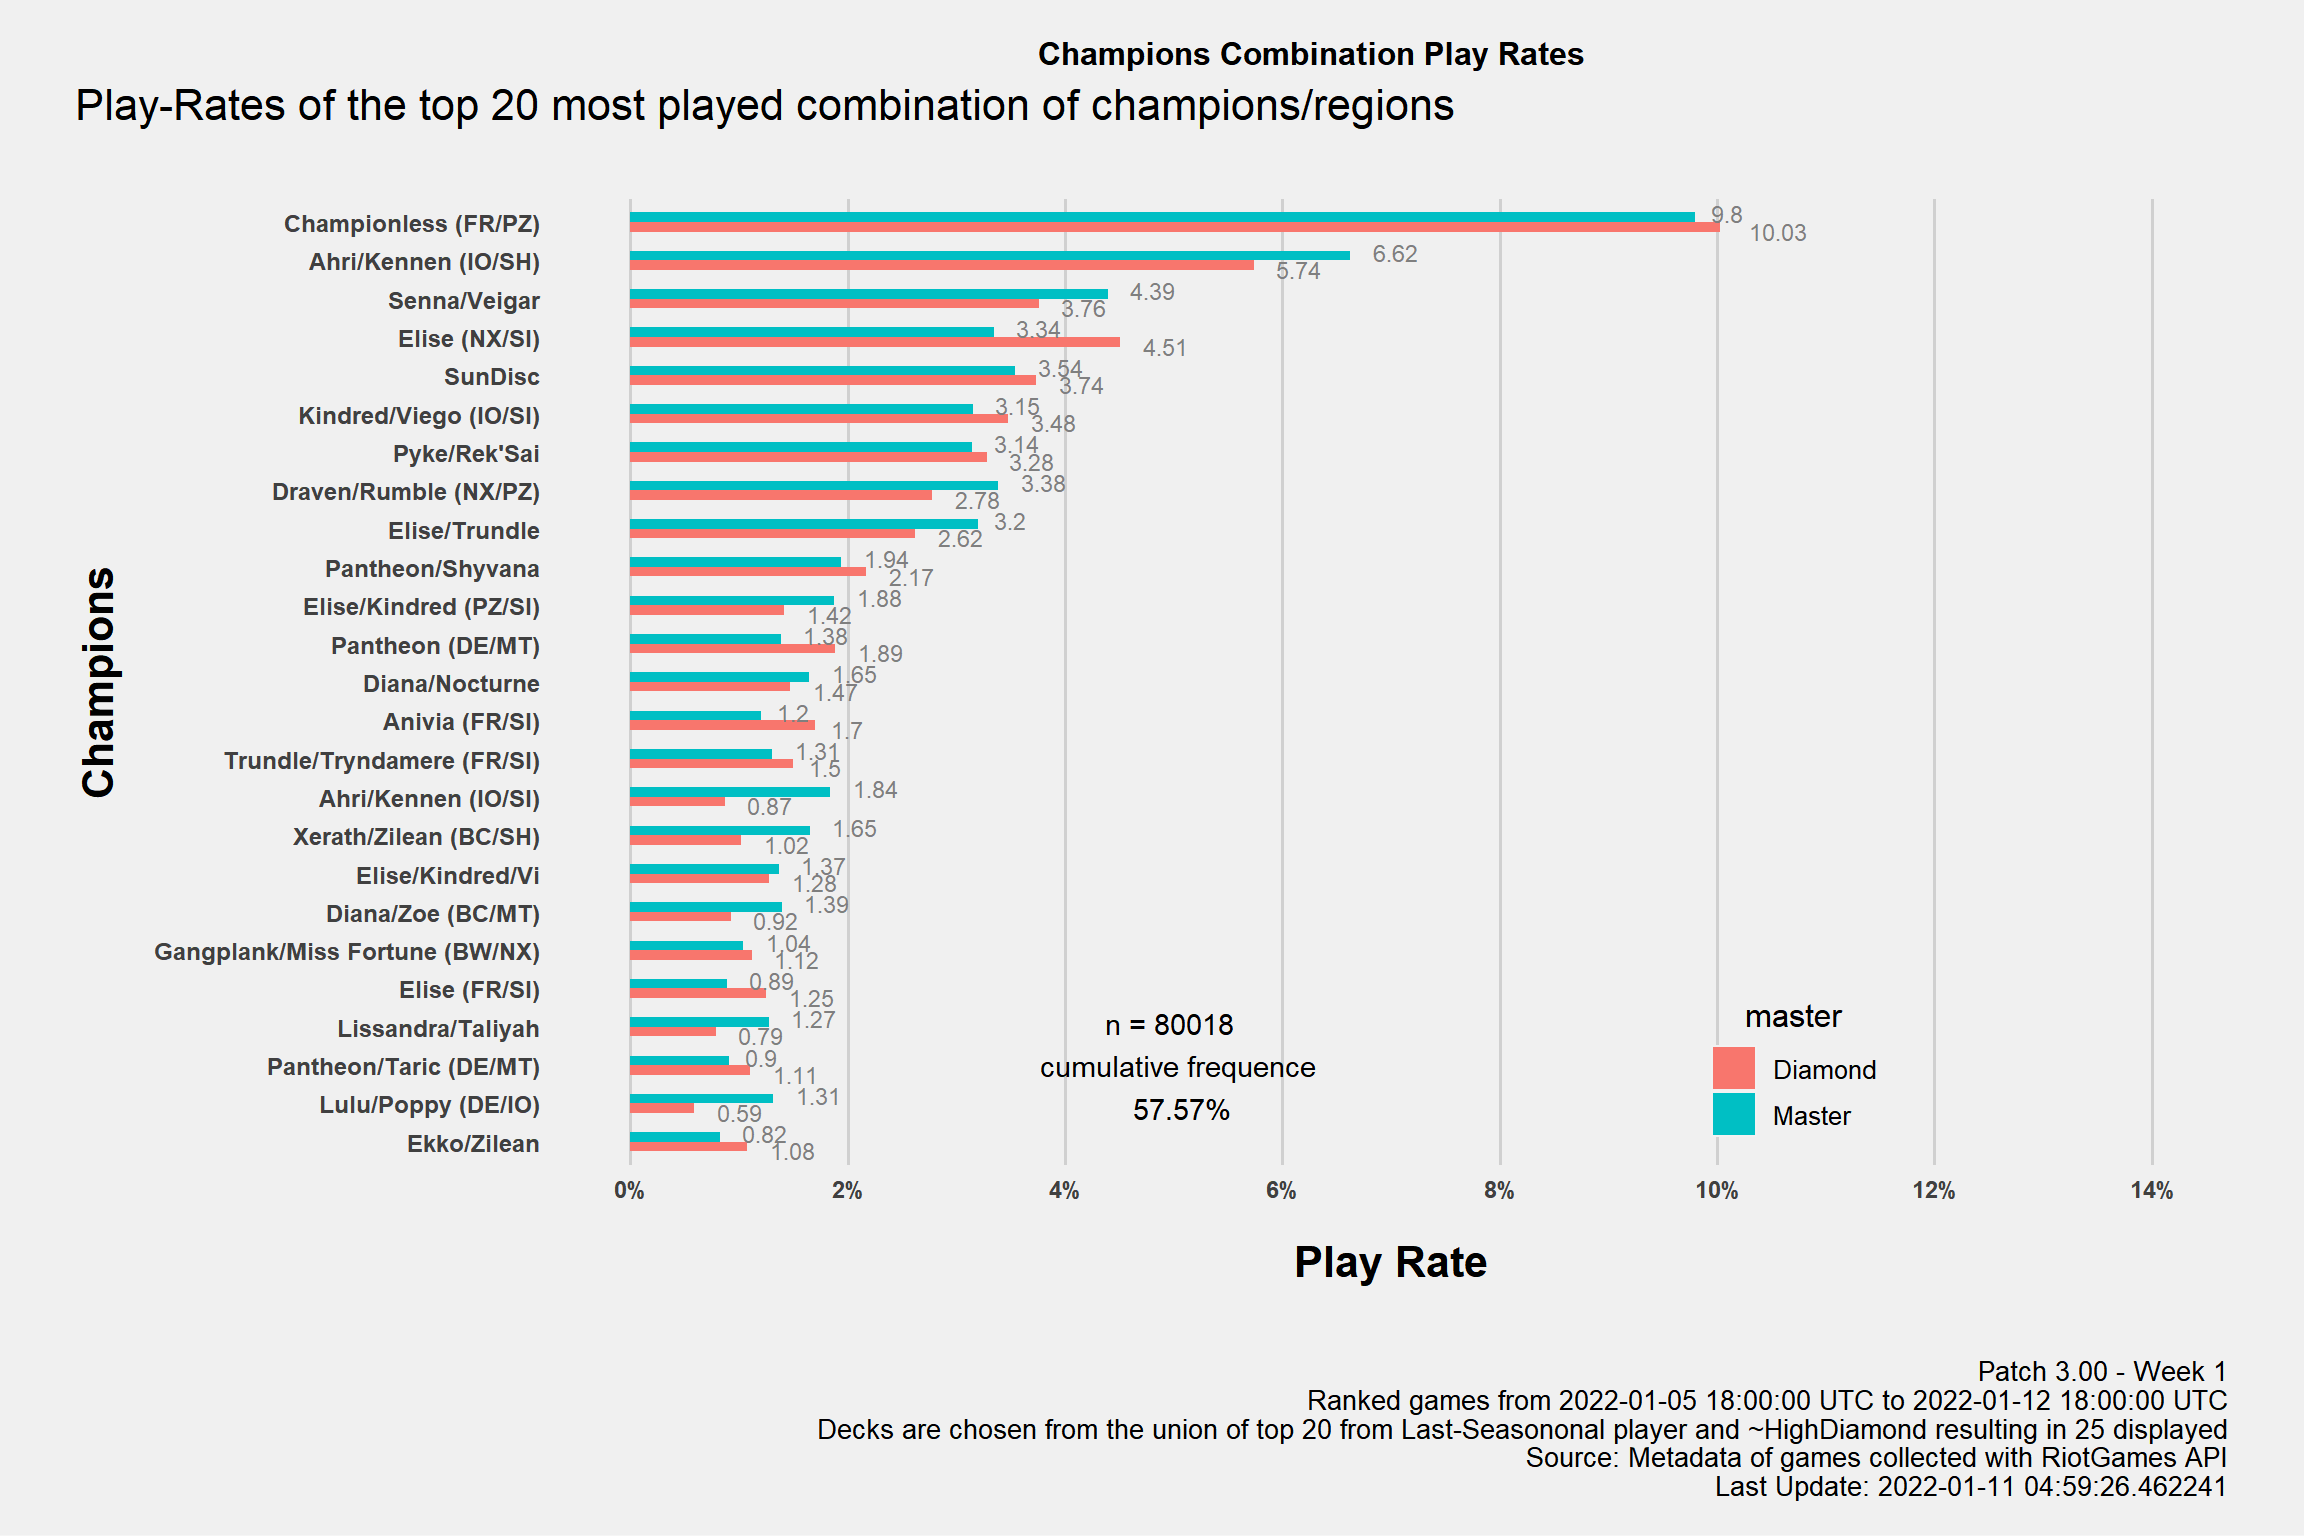 Champions Combination Play Rates
Play-Rates of the top 20 most played combination of champions/regions
Champions
Championless (FR/PZ) 9.8 10.03
Ahri/Kennen (IO/SH) 6.62 5.74
Senna/Veigar 4.39 3.76
Elise (NX/SI) 3.34 4.51
SunDisc 3.54 3.74
Kindred/Viego (IO/SI) 3.15 3.48
Pyke/Rek'Sai 3.14 3.28
Draven/Rumble (NX/PZ) 3.38 2.78
Elise/Trundle 3.2 2.62
Pantheon/Shyvana 1.94 2.17
Elise/Kindred (PZ/SI) 1.88 1.42
Pantheon (DE/MT) 1.38 1.89
Diana/Nocturne 1.65 1.47
Anivia (FR/SI) 1.2 1.7
Trundle/Tryndamere (FR/SI) 1.31 1.5
Ahri/Kennen (IO/SI) 1.84 0.87
Xerath/Zilean (BC/SH) 1.65 1.02
Elise/Kindred/Vi 1.37 1.28
Diana/Zoe (BC/MT) 1.39 0.92
Gangplank/Miss Fortune (BW/NX) 1.04 1.12
Elise (FR/SI) 0.89 1.25
Lissandra/Taliyah 1.27 0.79
Pantheon/Taric (DE/MT) 0.9 1.11
Lulu/Poppy (DE/IO) 1.31 0.59
Ekko/Zilean 0.82 1.08
n = 80018
cumulative frequence
57.57%
master
Diamond
Master
0% 2% 4% 6% 8% 10% 12% 14%
Play Rate
Patch 3.00 - Week 1
Ranked games from 2022-01-05 18:00:00 UTC to 2022-01-12 18:00:00 UTC
Decks are chosen from the union of top 20 from Last-Seasononal player and ~HighDiamond resulting in 25 displayed
Source: Metadata of games collected with RiotGames API
Last Update: 2022-01-11 04:59:26.462241